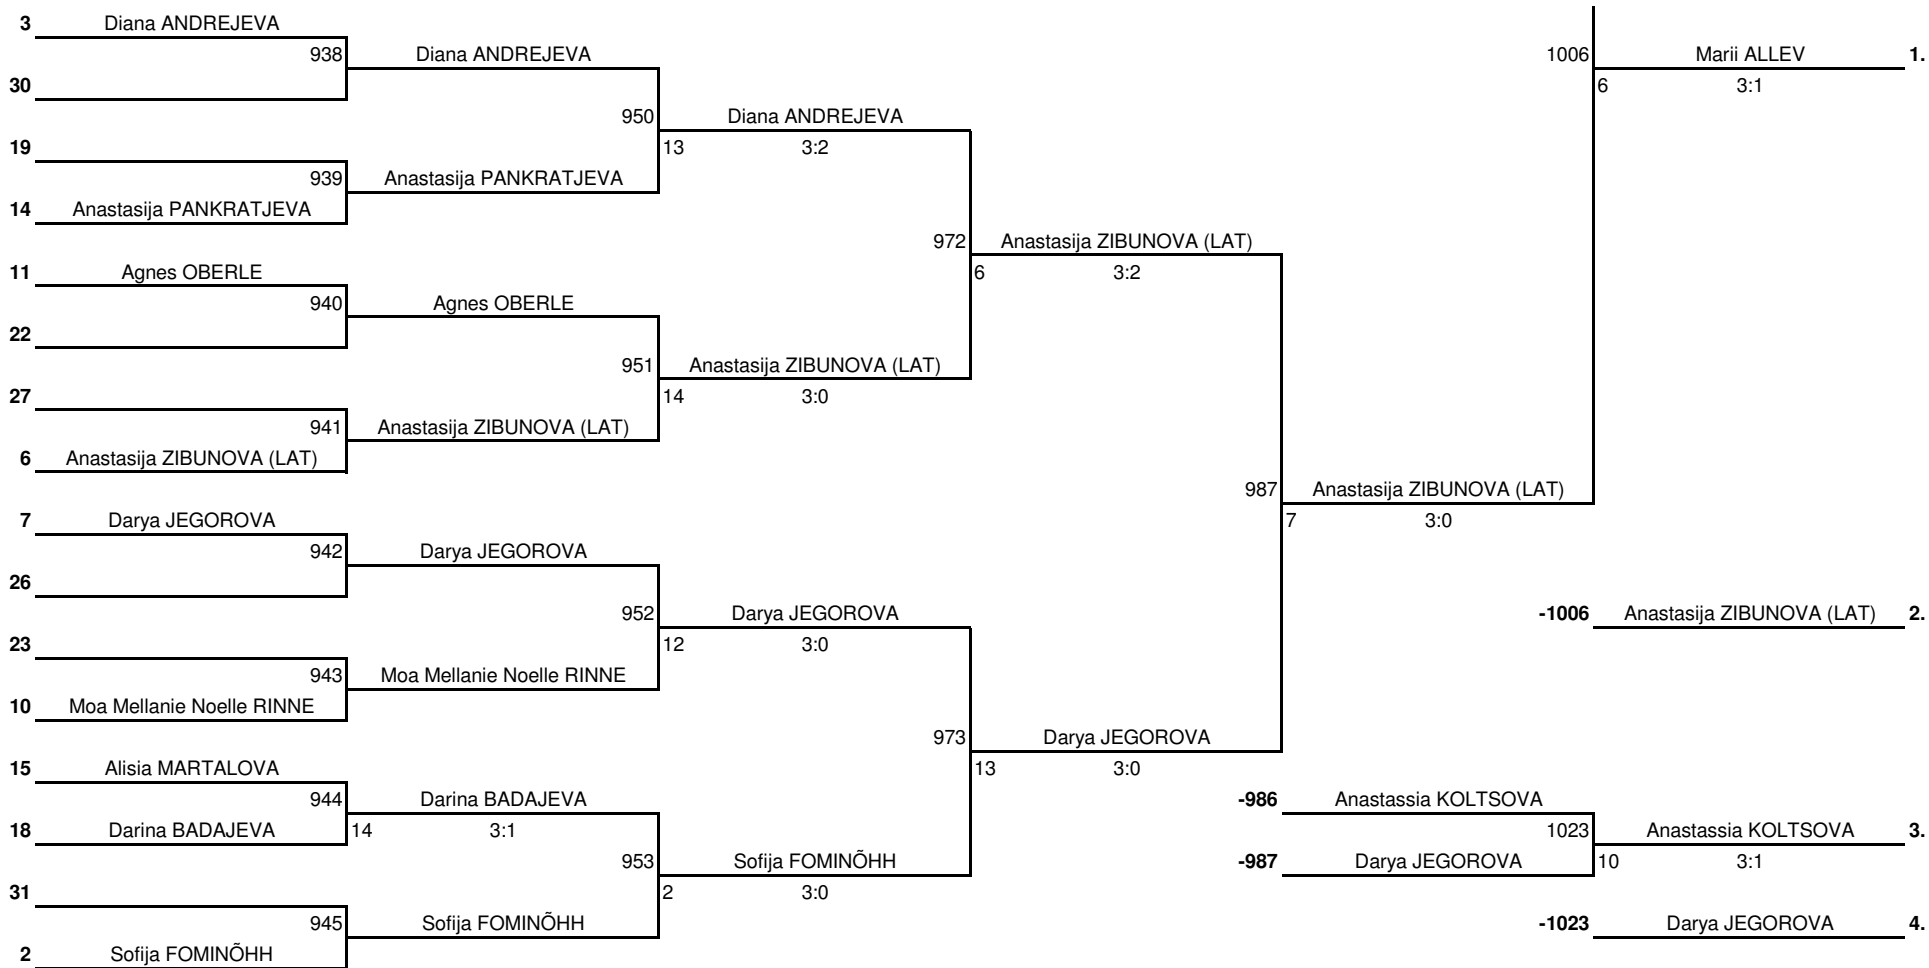 3 Diana ANDREJEVA
938 Diana ANDREJEVA 1006 Marii ALLEV 1.
30 6 3:1
950 Diana ANDREJEVA
19 13 3:2
939 Anastasija PANKRATJEVA
14 Anastasija PANKRATJEVA
972 Anastasija ZIBUNOVA (LAT)
11 Agnes OBERLE 6 3:2
940 Agnes OBERLE
22
951 Anastasija ZIBUNOVA (LAT)
27 14 3:0
941 Anastasija ZIBUNOVA (LAT)
6 Anastasija ZIBUNOVA (LAT)
987 Anastasija ZIBUNOVA (LAT)
7 Darya JEGOROVA 7 3:0
942 Darya JEGOROVA
26
952 Darya JEGOROVA -1006 Anastasija ZIBUNOVA (LAT) 2.
23 12 3:0
943 Moa Mellanie Noelle RINNE
10 Moa Mellanie Noelle RINNE
973 Darya JEGOROVA
15 Alisia MARTALOVA 13 3:0
944 Darina BADAJEVA -986 Anastassia KOLTSOVA
18 Darina BADAJEVA 14 3:1 1023 Anastassia KOLTSOVA 3.
953 Sofija FOMINÕHH -987 Darya JEGOROVA 10 3:1
31 2 3:0
945 Sofija FOMINÕHH -1023 Darya JEGOROVA 4.
2 Sofija FOMINÕHH